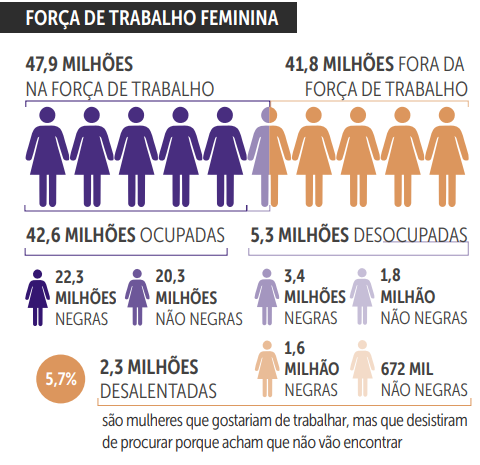 FORÇA DE TRABALHO FEMININA
47,9 MILHÕES
NA FORÇA DE TRABALHO
41,8 MILHÕES FORA DA
FORÇA DE TRABALHO
42,6 MILHÕES OCUPADAS
5,3 MILHÕES DESOCUPADAS
22,3
MILHÕES
NEGRAS
20,3
MILHÕES
NÃO NEGRAS
3,4
MILHÕES
NEGRAS
1,8
MILHÃO
NÃO NEGRAS
5,7%
2,3 MILHÕES
DESALENTADAS
1,6
MILHÃO
NEGRAS
672 MIL
NÃO NEGRAS
são mulheres que gostariam de trabalhar, mas que desistiram
de procurar porque acham que não vão encontrar